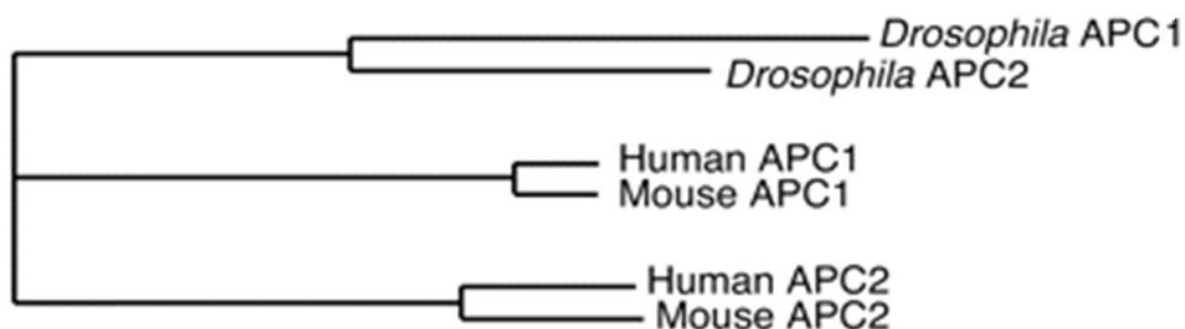 Drosophila APC1
Drosophila APC2
Human APC1
Mouse APC1
Human APC2
Mouse APC2